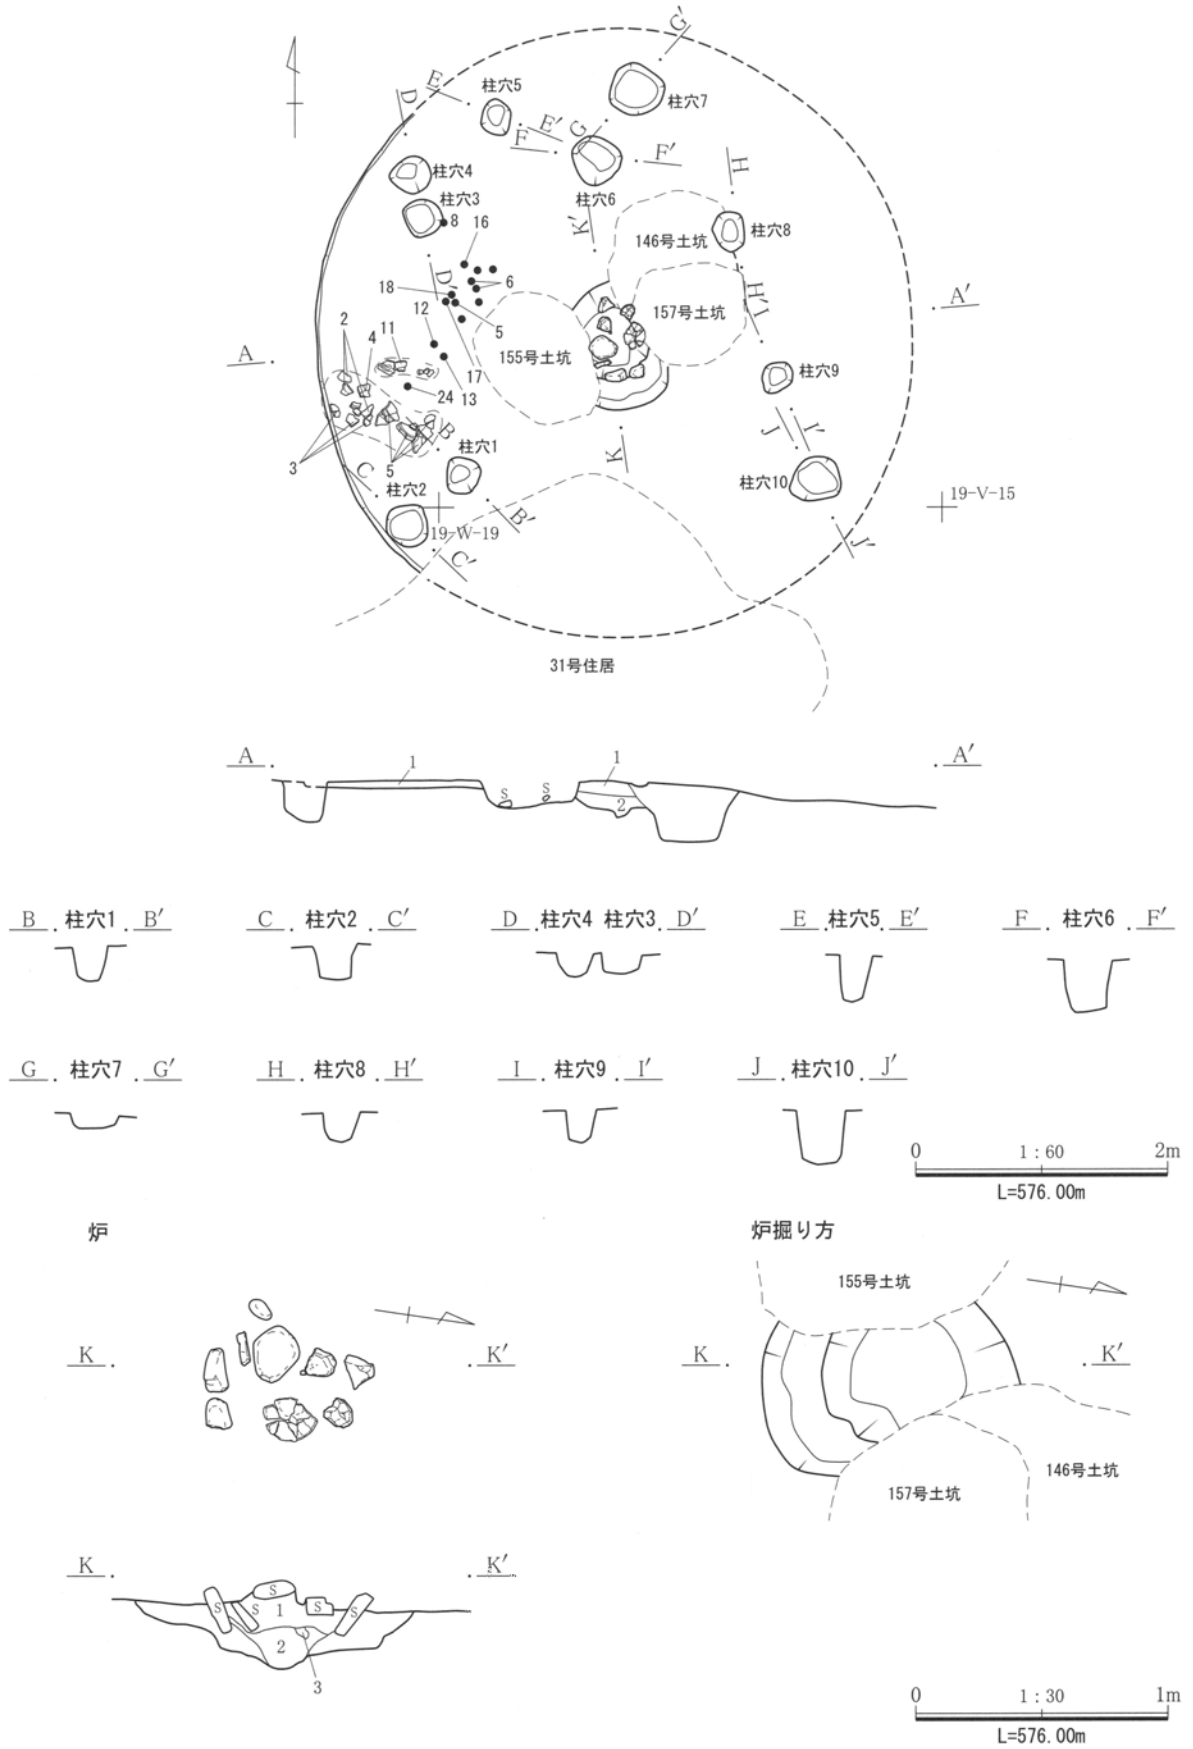 G′
E
柱穴5
柱穴7
D
E′
G
F
F′
H
柱穴4
柱穴6
柱穴3
8
16
K′
146号土坑
柱穴8
D′
6
18
H′
I
157号土坑
A′
12
5
2
4
11
155号土坑
A
17
柱穴9
24
13
B
I′
J
3
5
柱穴1
C
K
柱穴10
柱穴2
19-V-15
B′
19-W-19
J′
C′
31号住居
A
1
1
A′
S
S
2
B 柱穴1 B′
C 柱穴2 C′
D 柱穴4 柱穴3 D′
E 柱穴5 E′
F 柱穴6 F′
G 柱穴7 G′
H 柱穴8 H′
I 柱穴9 I′
J 柱穴10 J′
0 1:60 2m
L=576.00m
炉
炉掘り方
155号土坑
K
K′
K
K′
146号土坑
157号土坑
K
K′
S
S
S
1
S
S
2
3
0 1:30 1m
L=576.00m